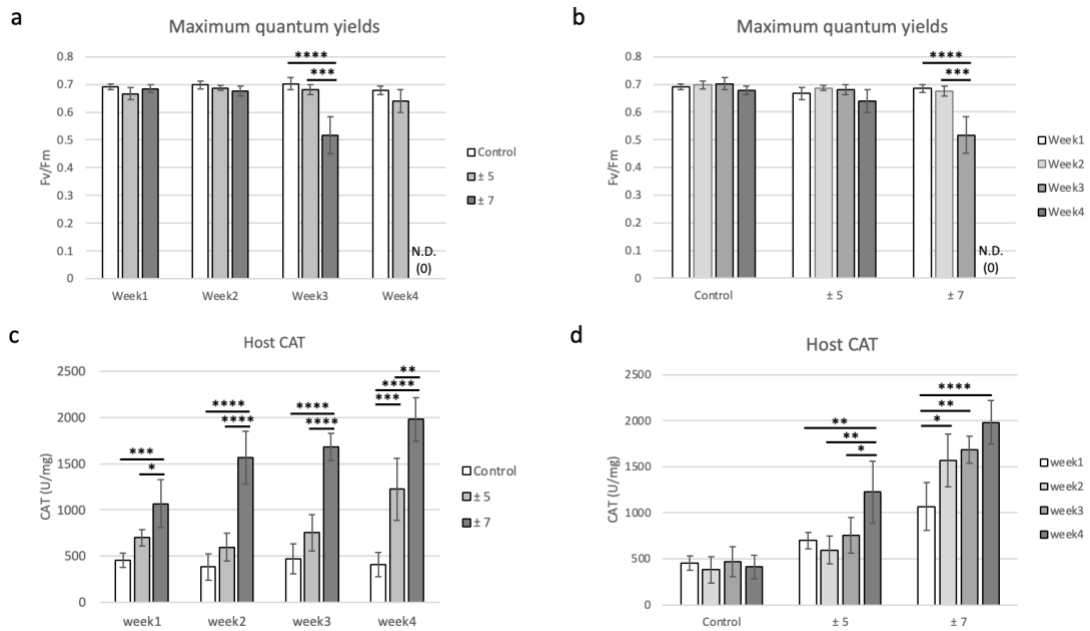 a
Maximum quantum yields
0.8
0.7
0.6
0.5
0.4
0.3
0.2
0.1
0
Fv/Fm
**** 
***
N.D.
(0)
Week1 Week2 Week3 Week4
Control
± 5
± 7
b
Maximum quantum yields
0.8
0.7
0.6
0.5
0.4
0.3
0.2
0.1
0
Fv/Fm
****
***
N.D.
(0)
Control ± 5 ± 7
Week1
Week2
Week3
Week4
c
Host CAT
2500
2000
1500
1000
500
0
CAT (U/mg)
***
*
****
****
****
****
**
****
***
week1 week2 week3 week4
Control
± 5
± 7
d
Host CAT
2500
2000
1500
1000
500
0
CAT (U/mg)
**
**
*
****
**
*
Control ± 5 ± 7
week1
week2
week3
week4